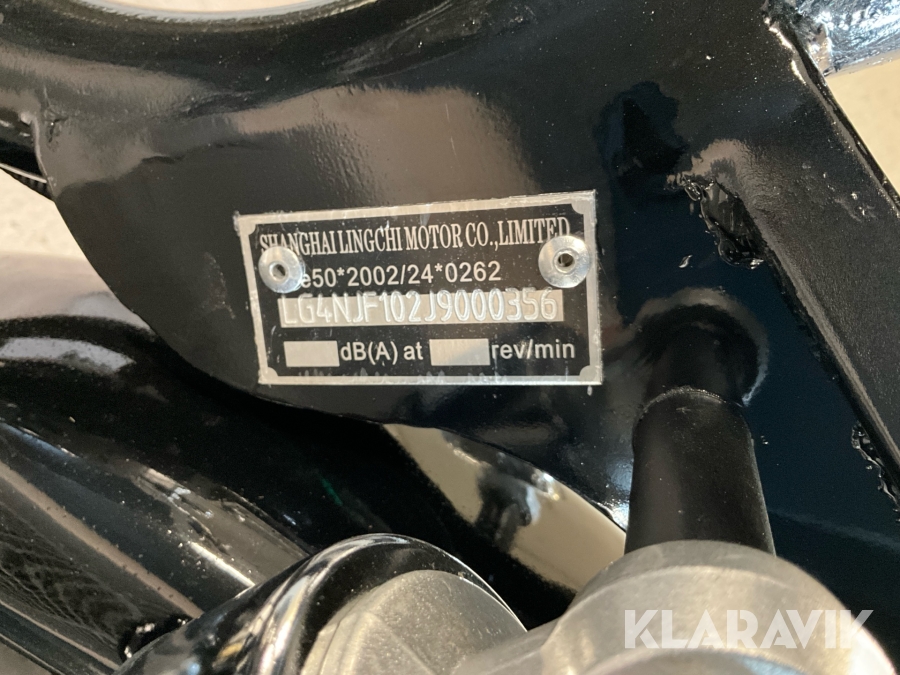 SHANGHAI LINGCHI MOTOR CO.,LIMITED
e50*2002/24*0262
LG4NJF102J9000356
dB(A) at rev/min
KLARAVIK